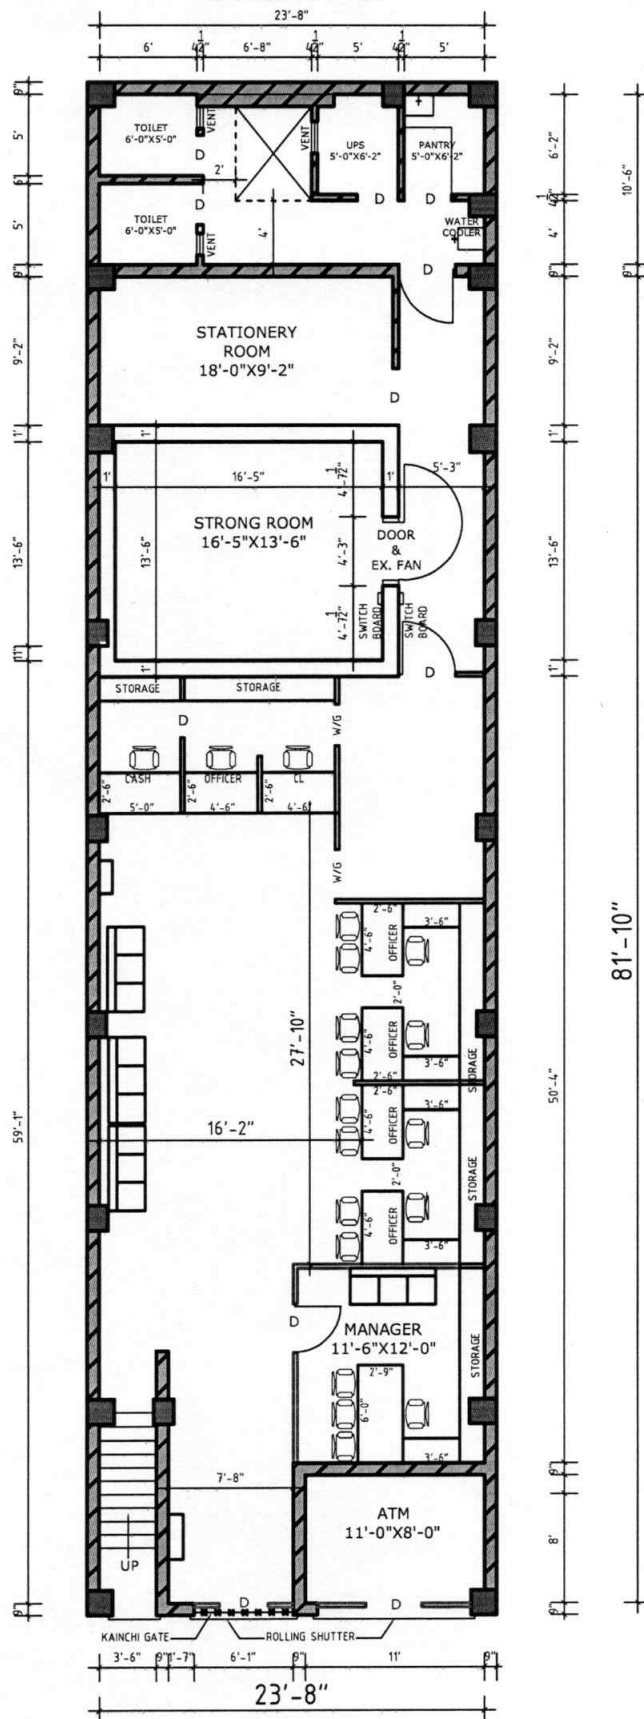 23'-8"
6' 4½" 6'-8" 4½" 5' 4½" 5'
9" 5' 6" 5' 9" 9'-2" 1' 13'-6" 11" 59'-1" 9"
TOILET
6'-0"X5'-0"
VENT
D
2'
VENT
UPS
5'-0"X6'-2"
PANTRY
5'-0"X6'-2"
6'-2"
10'-6"
D
D
4½"
TOILET
6'-0"X5'-0"
D
VENT
4'
WATER
COOLER
4'
D
9"
9"
STATIONERY
ROOM
18'-0"X9'-2"
9'-2"
D
1'
1'
1' 16'-5" 1' 5'-3"
4'-7½"
STRONG ROOM
16'-5"X13'-6"
13'-6"
4'-3"
DOOR
&
EX. FAN
13'-6"
4'-7½"
SWITCH
BOARD
SWITCH
BOARD
1'
D
1'
STORAGE
STORAGE
D
W/G
CASH
OFFICER
CL
2'-6"
2'-6"
2'-6"
5'-0"
4'-6"
4'-6"
W/G
2'-6"
3'-6"
4'-6"
OFFICER
2'-0"
4'-6"
OFFICER
3'-6"
2'-6"
STORAGE
27'-10"
81'-10"
50'-4"
2'-6"
3'-6"
4'-6"
OFFICER
16'-2"
2'-0"
STORAGE
4'-6"
OFFICER
3'-6"
D
MANAGER
11'-6"X12'-0"
STORAGE
2'-9"
6'-0"
3'-6"
9"
7'-8"
ATM
11'-0"X8'-0"
8'
UP
D
D
9"
KAINCHI GATE
ROLLING SHUTTER
3'-6" 9" 1'-7" 6'-1" 9" 11' 9"
23'-8"